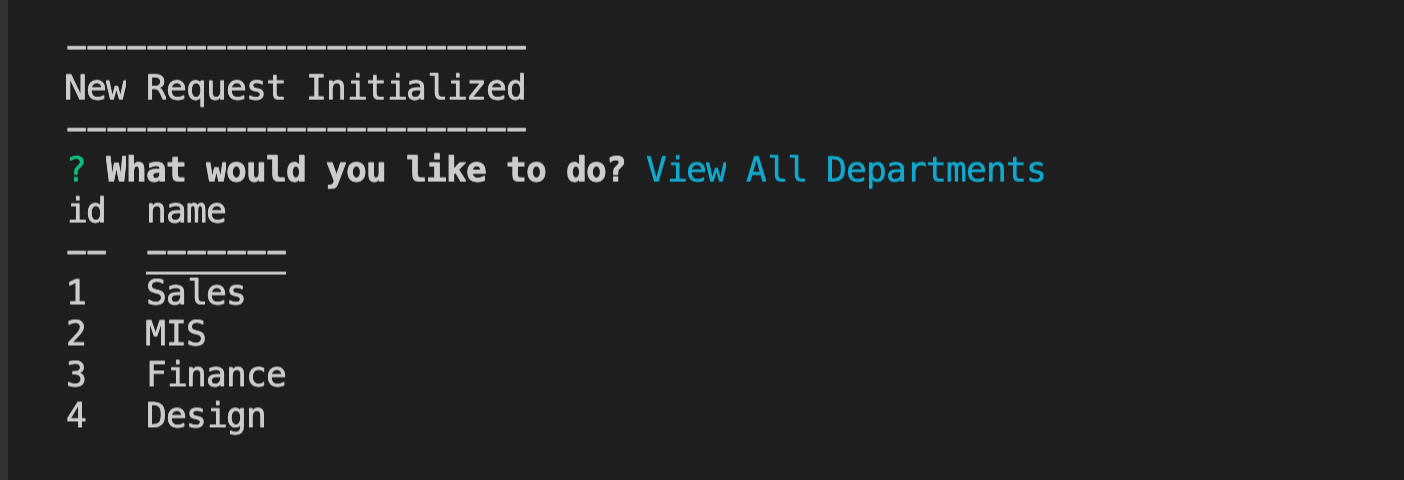 -----------------------
New Request Initialized
-----------------------
? What would you like to do? View All Departments
id  name
--  -------
1   Sales
2   MIS
3   Finance
4   Design